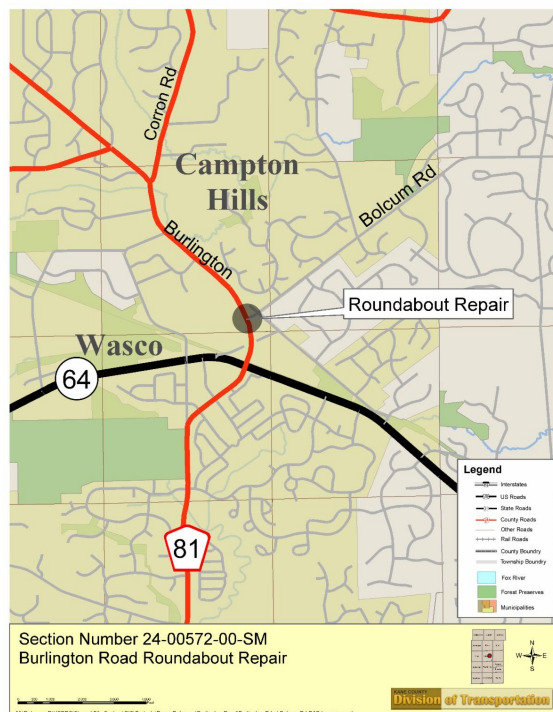 Corron Rd
Campton
Hills
Bolcum Rd
Burlington
Roundabout Repair
Wasco
64
81
Legend
Interstates
US Roads
State Roads
County Roads
Other Roads
Rail Roads
County Boundry
Township Boundry
Fox River
Forest Preserves
Municipalities
Section Number 24-00572-00-SM
Burlington Road Roundabout Repair
W
N
E
S
KANE COUNTY
Division of Transportation